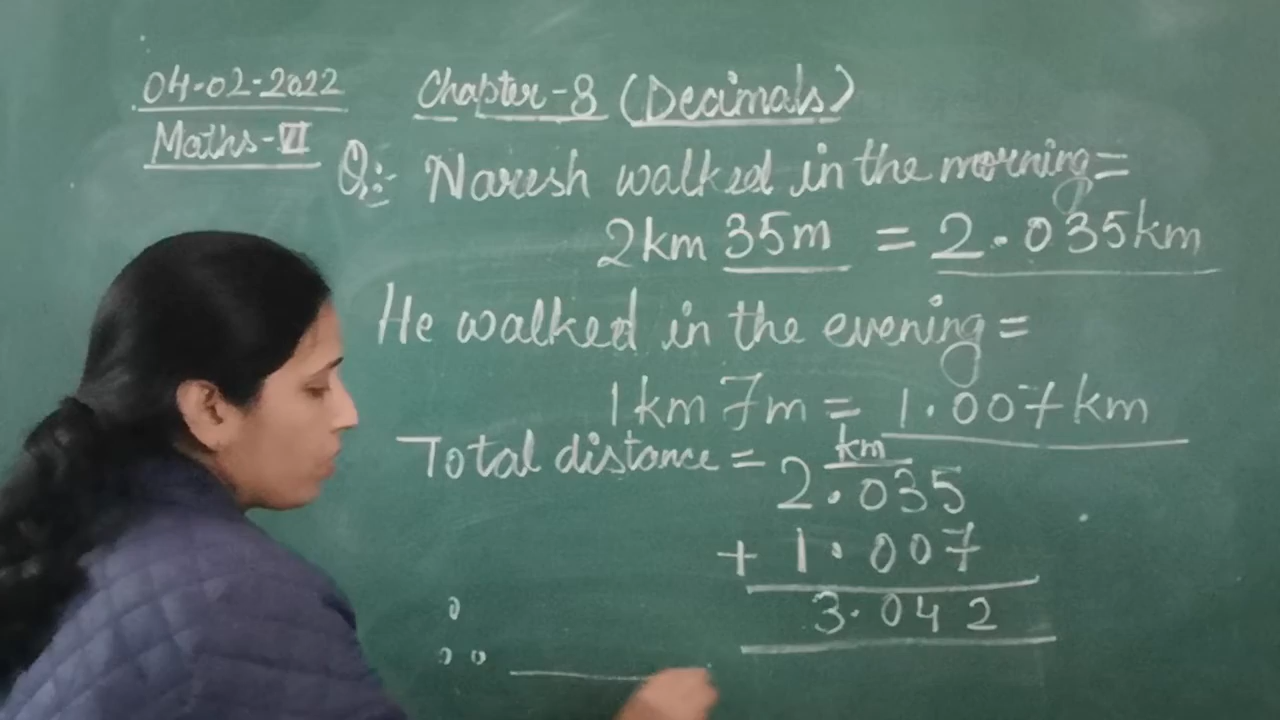 04-02-2022
Chapter-8 (Decimals)
Maths-VI
Q:- Naresh walked in the morning=
2km 35m = 2.035km
He walked in the evening=
1km 7m = 1.007km
Total distance = km
2.035
+ 1.007
3.042
∴